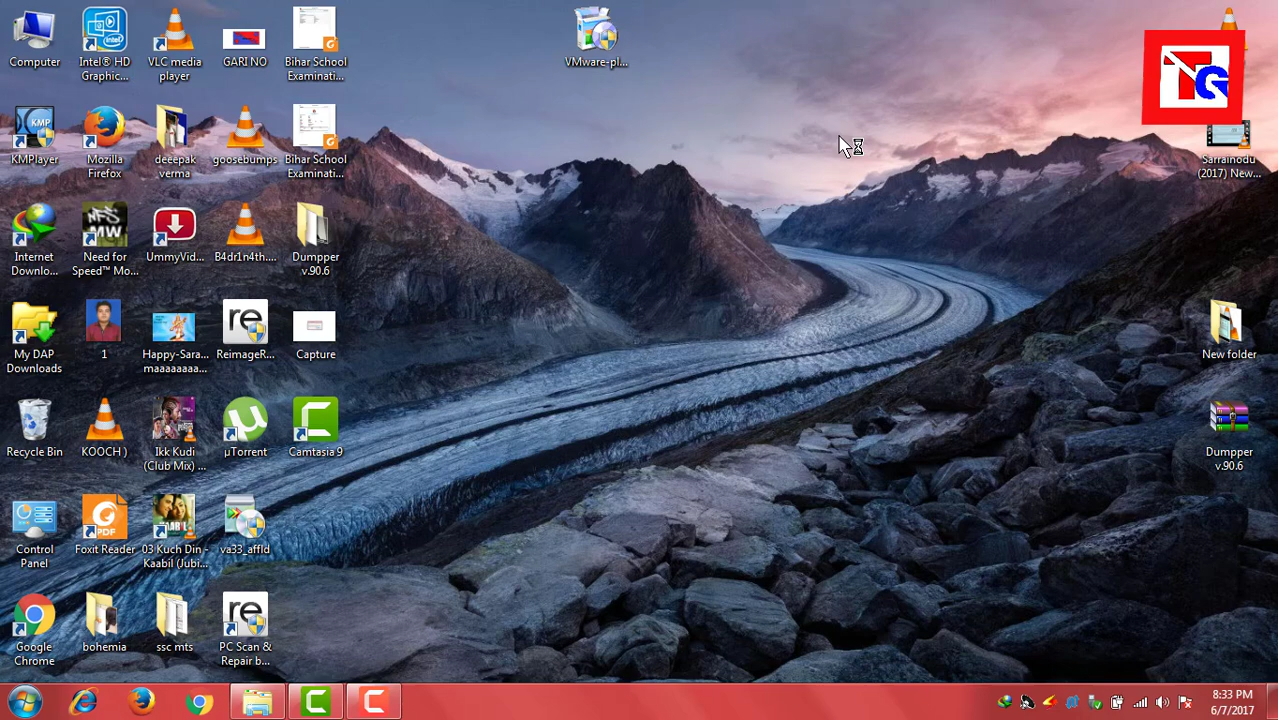 Computer
Intel® HD
Graphic...
VLC media
player
GARI NO
Bihar School
Examinati...
VMware-pl...
TG
KMPlayer
Mozilla
Firefox
deeepak
verma
goosebumps
Bihar School
Examinati...
Sarrainodu
(2017) New...
Internet
Downlo...
Need for
Speed™ Mo...
UmmyVid...
B4dr1n4th....
Dumpper
v.90.6
My DAP
Downloads
1
Happy-Sara...
maaaaaaaa...
ReimageR...
Capture
New folder
Recycle Bin
KOOCH )
Ikk Kudi
(Club Mix) ...
µTorrent
Camtasia 9
Dumpper
v.90.6
Control
Panel
Foxit Reader
03 Kuch Din -
Kaabil (Jubi...
va33_affld
Google
Chrome
bohemia
ssc mts
PC Scan &
Repair b...
8:33 PM
6/7/2017